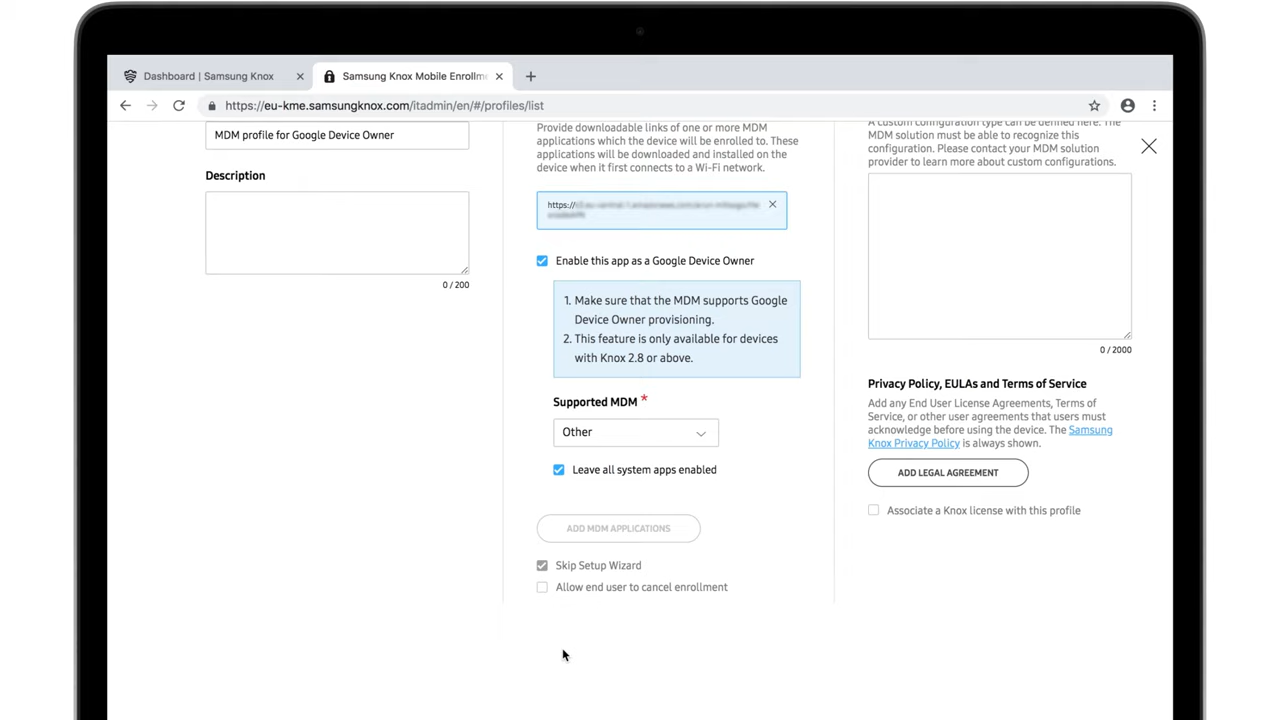 Dashboard | Samsung Knox
Samsung Knox Mobile Enrollm
https://eu-kme.samsungknox.com/itadmin/en/#/profiles/list
MDM profile for Google Device Owner
Description
0 / 200
Provide downloadable links of one or more MDM
applications which the device will be enrolled to. These
applications will be downloaded and installed on the
device when it first connects to a Wi-Fi network.
https://
Enable this app as a Google Device Owner
1. Make sure that the MDM supports Google
Device Owner provisioning.
2. This feature is only available for devices
with Knox 2.8 or above.
Supported MDM *
Other
Leave all system apps enabled
ADD MDM APPLICATIONS
Skip Setup Wizard
Allow end user to cancel enrollment
A custom configuration type can be defined here. The
MDM solution must be able to recognize this
configuration. Please contact your MDM solution
provider to learn more about custom configurations.
0 / 2000
Privacy Policy, EULAs and Terms of Service
Add any End User License Agreements, Terms of
Service, or other user agreements that users must
acknowledge before using the device. The Samsung
Knox Privacy Policy is always shown.
ADD LEGAL AGREEMENT
Associate a Knox license with this profile